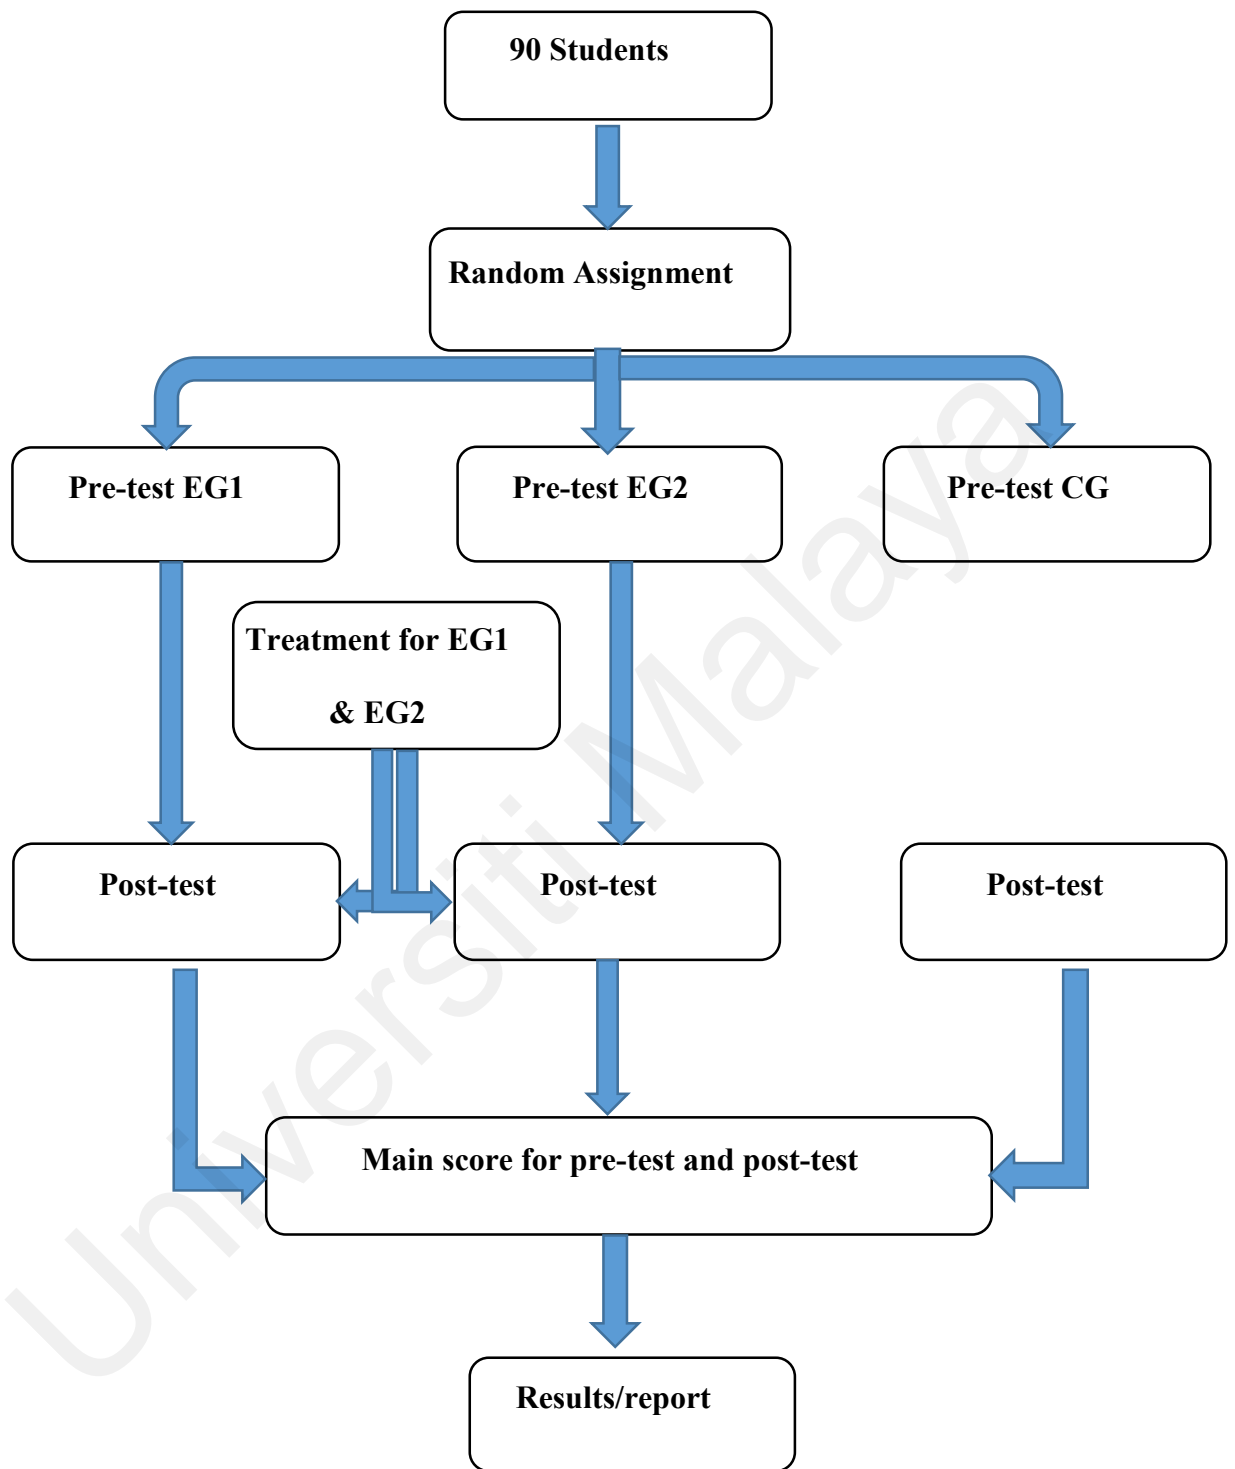 90 Students
Random Assignment
Pre-test EG1
Pre-test EG2
Pre-test CG
Treatment for EG1
& EG2
Post-test
Post-test
Post-test
Main score for pre-test and post-test
Results/report
Universiti Malaya